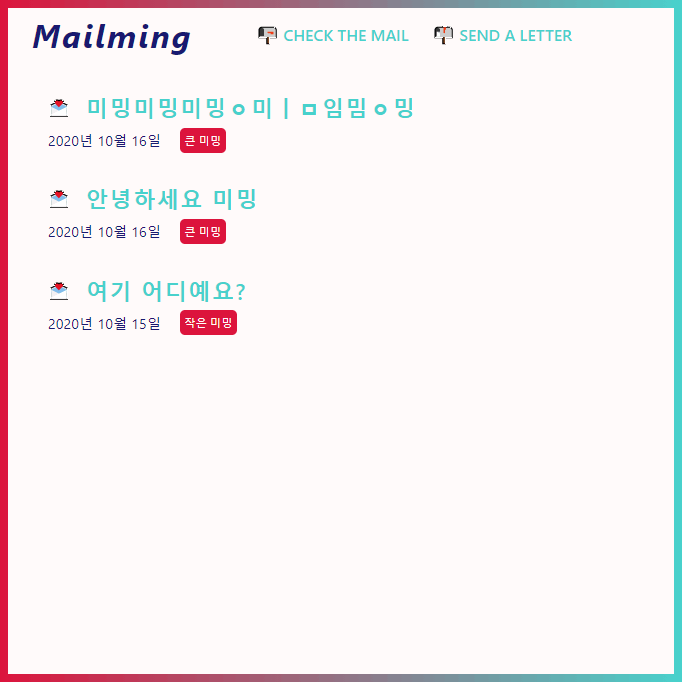 Mailming
CHECK THE MAIL
SEND A LETTER
미밍미밍미밍ㅇ미ㅣㅁ임밈ㅇ밍
2020년 10월 16일 큰 미밍
안녕하세요 미밍
2020년 10월 16일 큰 미밍
여기 어디예요?
2020년 10월 15일 작은 미밍